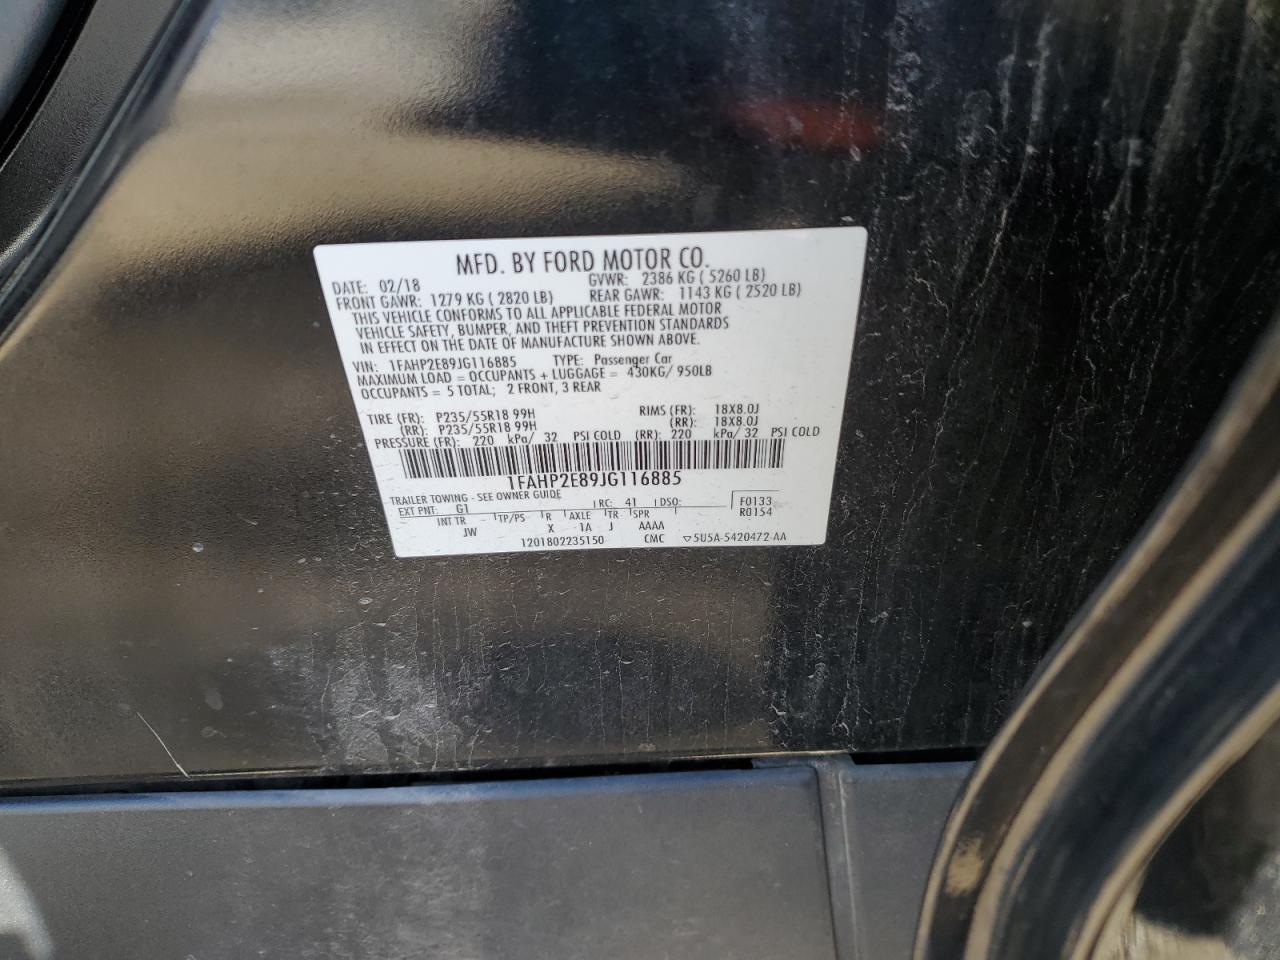 MFD. BY FORD MOTOR CO.
DATE: 02/18 GVWR: 2386 KG ( 5260 LB)
FRONT GAWR: 1279 KG ( 2820 LB) REAR GAWR: 1143 KG ( 2520 LB)
THIS VEHICLE CONFORMS TO ALL APPLICABLE FEDERAL MOTOR
VEHICLE SAFETY, BUMPER, AND THEFT PREVENTION STANDARDS
IN EFFECT ON THE DATE OF MANUFACTURE SHOWN ABOVE.
VIN: 1FAHP2E89JG116885 TYPE: Passenger Car
MAXIMUM LOAD = OCCUPANTS + LUGGAGE = 430KG/ 950LB
OCCUPANTS = 5 TOTAL; 2 FRONT, 3 REAR
TIRE (FR): P235/55R18 99H RIMS (FR): 18X8.0J
(RR): P235/55R18 99H (RR): 18X8.0J
PRESSURE (FR): 220 kPa/ 32 PSI COLD (RR): 220 kPa/ 32 PSI COLD
1FAHP2E89JG116885
TRAILER TOWING - SEE OWNER GUIDE
EXT PNT: G1 RC: 41 DSO: F0133
R0154
INT TR TP/PS R AXLE TR SPR
JW X 1A J AAAA
1201802235150 CMC ▽5U5A-5420472-AA